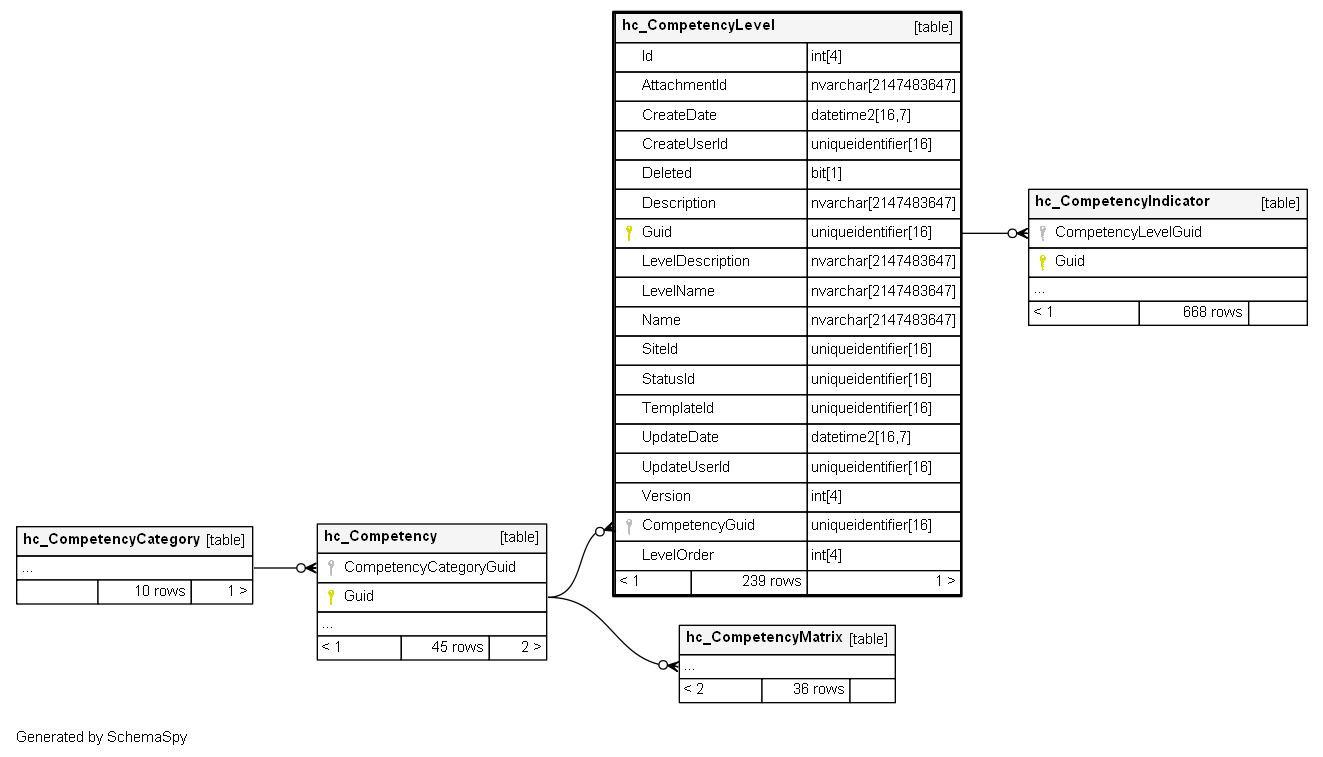 hc_CompetencyLevel [table]
Id int[4]
AttachmentId nvarchar[2147483647]
CreateDate datetime2[16,7]
CreateUserId uniqueidentifier[16]
Deleted bit[1]
Description nvarchar[2147483647]
Guid uniqueidentifier[16]
LevelDescription nvarchar[2147483647]
LevelName nvarchar[2147483647]
Name nvarchar[2147483647]
SiteId uniqueidentifier[16]
StatusId uniqueidentifier[16]
TemplateId uniqueidentifier[16]
UpdateDate datetime2[16,7]
UpdateUserId uniqueidentifier[16]
Version int[4]
CompetencyGuid uniqueidentifier[16]
LevelOrder int[4]
< 1 239 rows 1 >
hc_CompetencyIndicator [table]
CompetencyLevelGuid
Guid
...
< 1 668 rows
hc_CompetencyCategory [table]
...
10 rows 1 >
hc_Competency [table]
CompetencyCategoryGuid
Guid
...
< 1 45 rows 2 >
hc_CompetencyMatrix [table]
...
< 2 36 rows
Generated by SchemaSpy